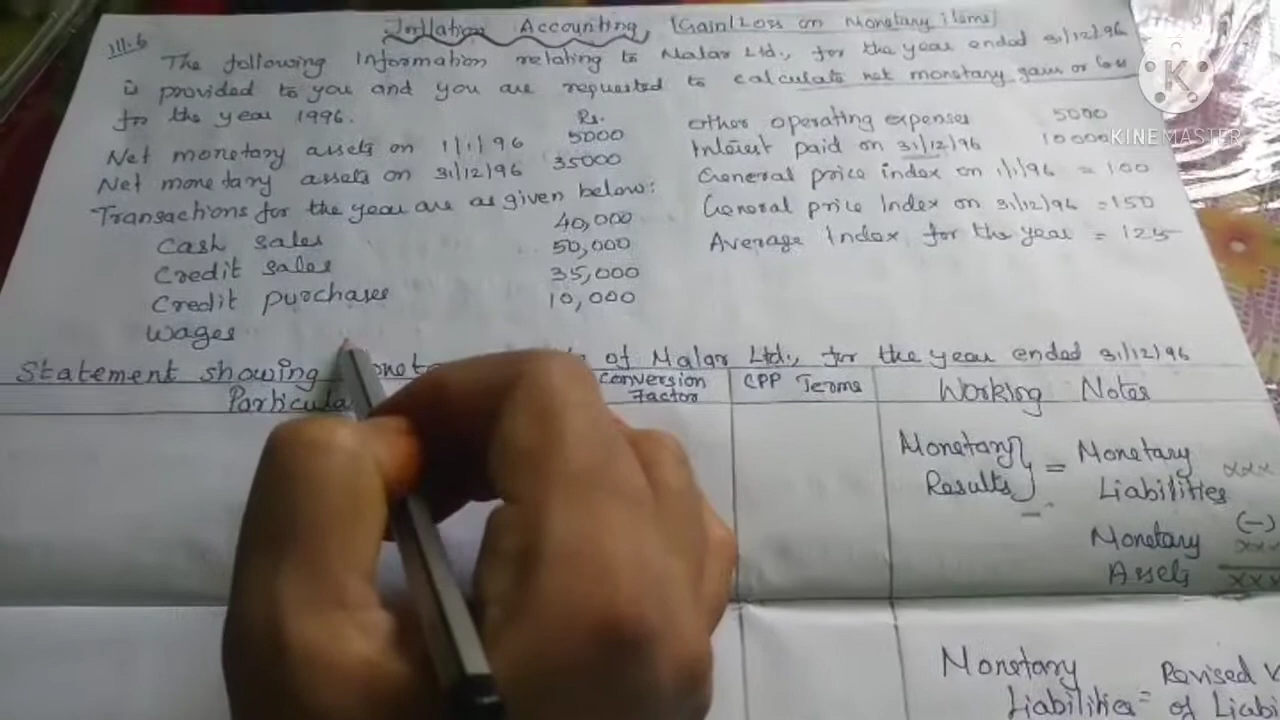 Inflation Accounting (Gain/Loss on Monetary items)
Ill.6
The following Information relating to Malar Ltd., for the year ended 31/12/96
is provided to you and you are requested to calculate net monetary gain or loss
for the year 1996.
Rs.
Net monetary assets on 1/1/96 5000
Net monetary assets on 31/12/96 35000
Transactions for the year are as given below:
Cash sales 40,000
Credit sales 50,000
Credit purchases 35,000
Wages 10,000
Other operating expenses 5000
Interest paid on 31/12/96 10000
General price index on 1/1/96 = 100
General price Index on 31/12/96 = 150
Average Index for the year = 125
K
KINEMASTER
Statement showing of Malar Ltd., for the year ended 31/12/96
Conversion Factor
CPP Terms
Working Notes
Monetary Results } = Monetary Liabilities xxx
(-)
Monetary Assets xxx
xxx
Monetary Liabilities = Revised
of